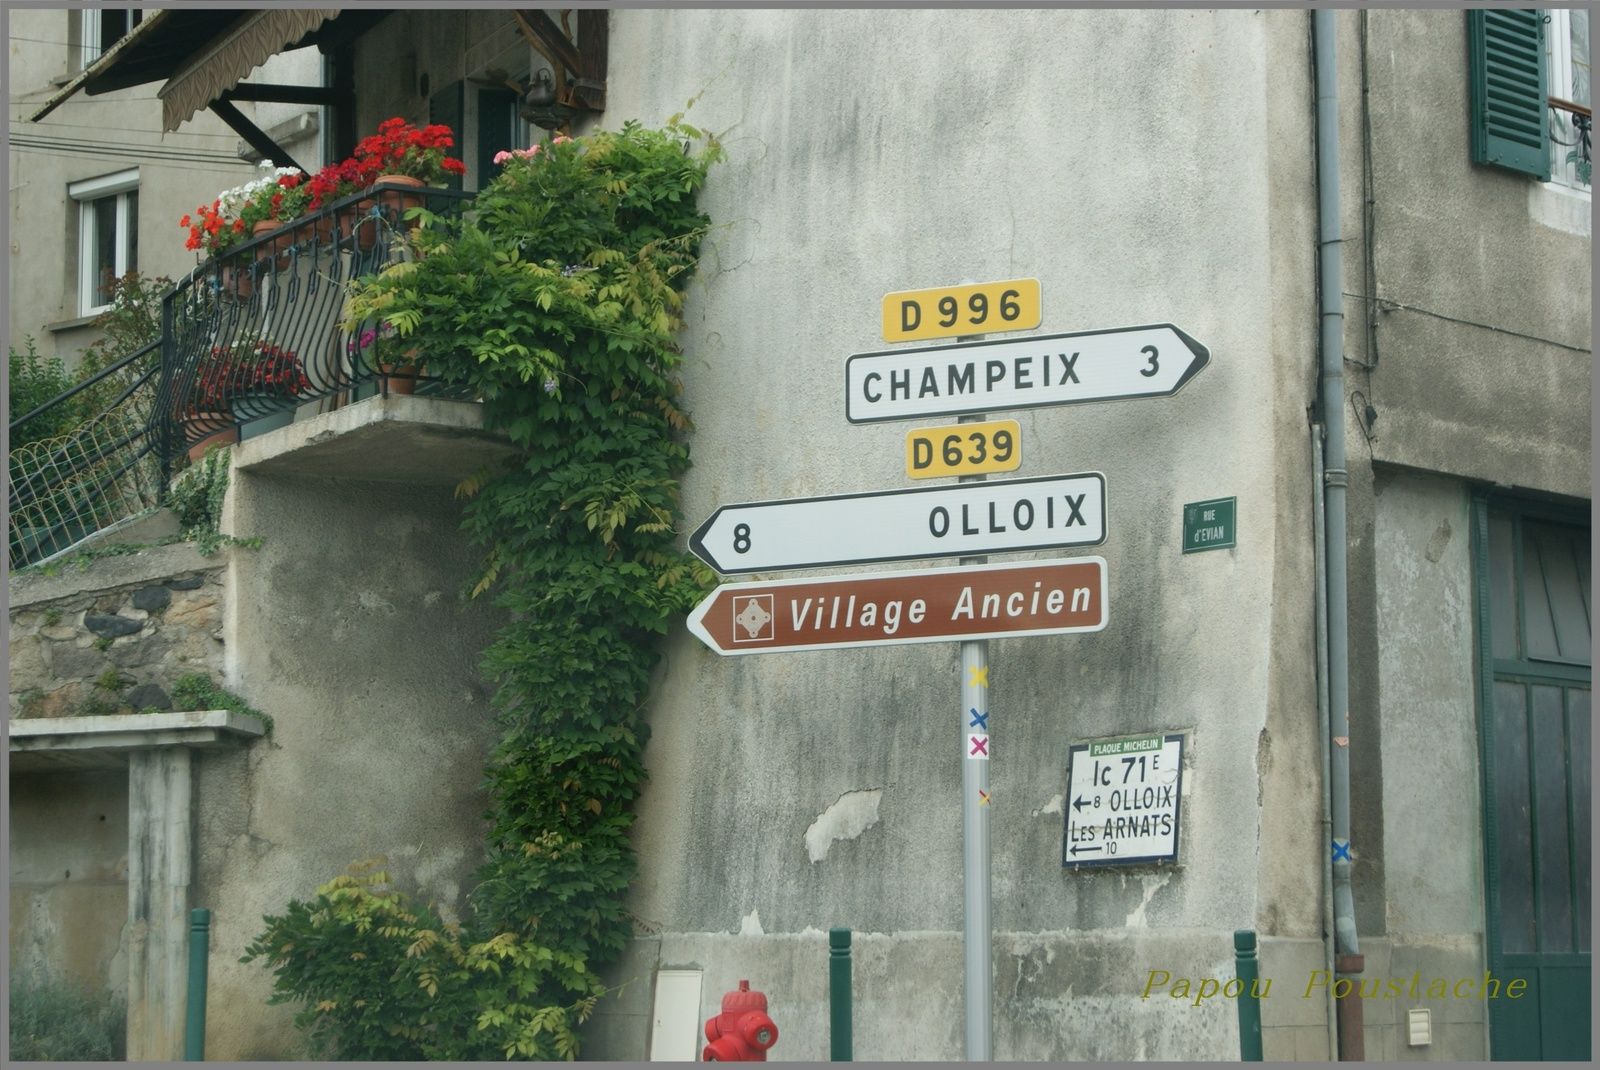 D 996
CHAMPEIX 3
D639
8 OLLOIX
RUE
d'EVIAN
Village Ancien
PLAQUE MICHELIN
Ic 71E
8 OLLOIX
LES ARNATS
10
Papou Poustache